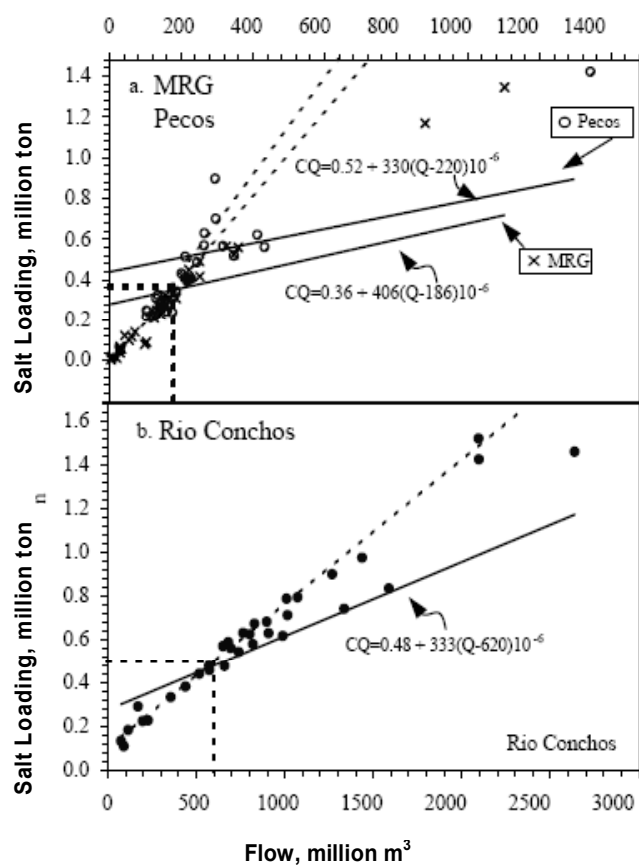 0 200 400 600 800 1000 1200 1400
a. MRG
Pecos
1.4
1.2
1.0
0.8
0.6
0.4
0.2
0.0
Salt Loading, million ton
Pecos
CQ=0.52 + 330(Q-220)10⁻⁶
MRG
CQ=0.36 + 406(Q-186)10⁻⁶
b. Rio Conchos
1.6
1.4
1.2
1.0
0.8
0.6
0.4
0.2
0.0
Salt Loading, million ton
n
CQ=0.48 + 333(Q-620)10⁻⁶
Rio Conchos
0 500 1000 1500 2000 2500 3000
Flow, million m³